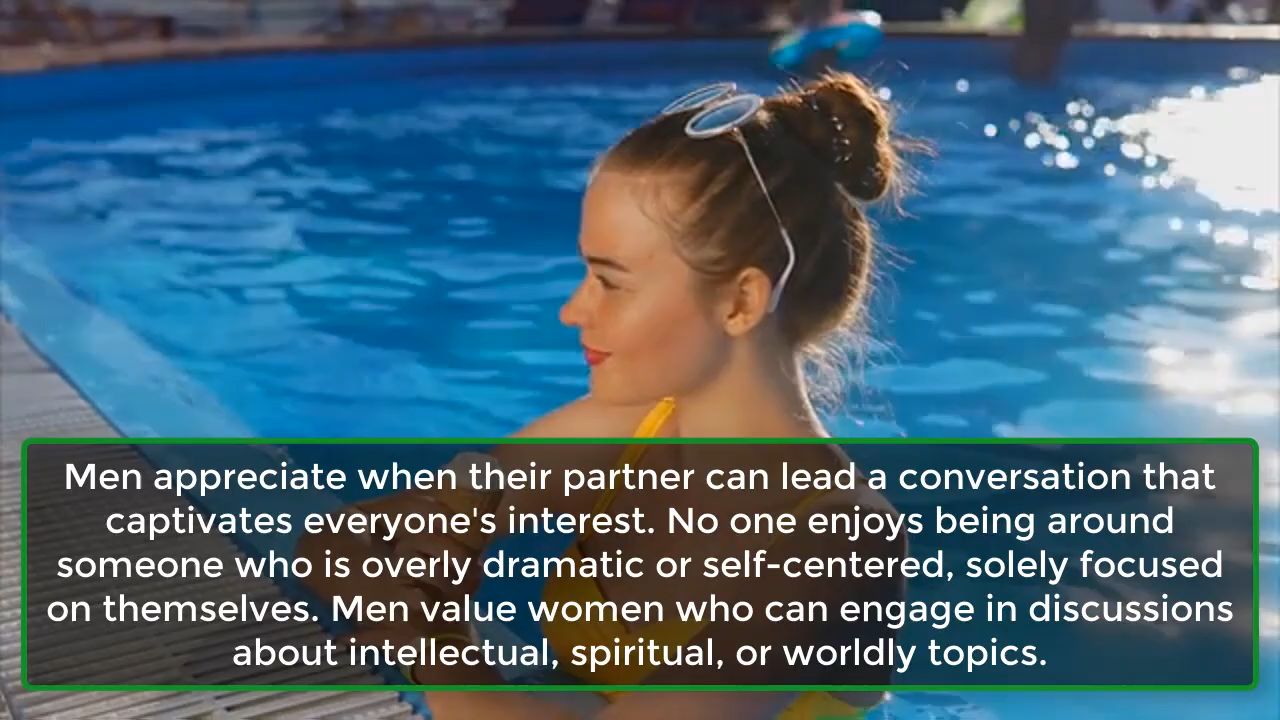 Men appreciate when their partner can lead a conversation that
captivates everyone's interest. No one enjoys being around
someone who is overly dramatic or self-centered, solely focused
on themselves. Men value women who can engage in discussions
about intellectual, spiritual, or worldly topics.